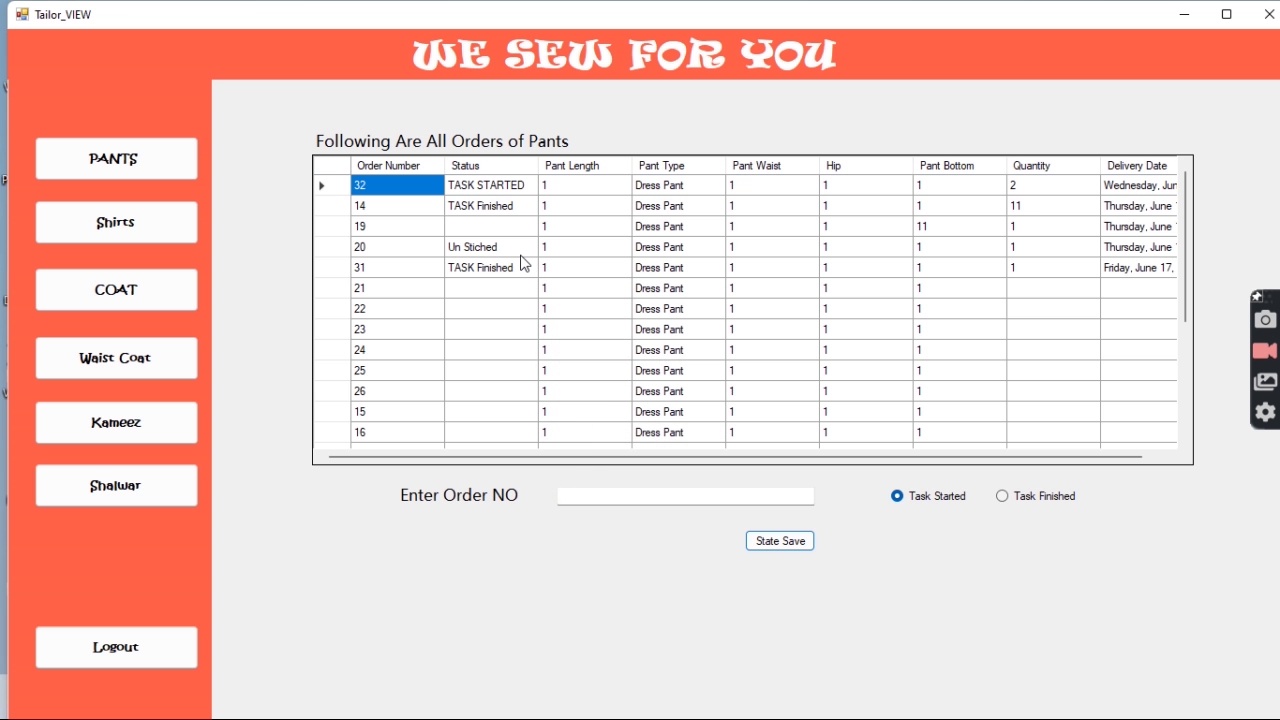 Tailor_VIEW
WE SEW FOR YOU
PANTS
Shirts
COAT
Waist Coat
Kameez
Shalwar
Logout
Following Are All Orders of Pants
Order Number Status Pant Length Pant Type Pant Waist Hip Pant Bottom Quantity Delivery Date
32 TASK STARTED 1 Dress Pant 1 1 1 2 Wednesday, Jun
14 TASK Finished 1 Dress Pant 1 1 1 11 Thursday, June
19 1 Dress Pant 1 1 11 1 Thursday, June
20 Un Stiched 1 Dress Pant 1 1 1 1 Thursday, June
31 TASK Finished 1 Dress Pant 1 1 1 1 Friday, June 17,
21 1 Dress Pant 1 1 1
22 1 Dress Pant 1 1 1
23 1 Dress Pant 1 1 1
24 1 Dress Pant 1 1 1
25 1 Dress Pant 1 1 1
26 1 Dress Pant 1 1 1
15 1 Dress Pant 1 1 1
16 1 Dress Pant 1 1 1
Enter Order NO
Task Started Task Finished
State Save